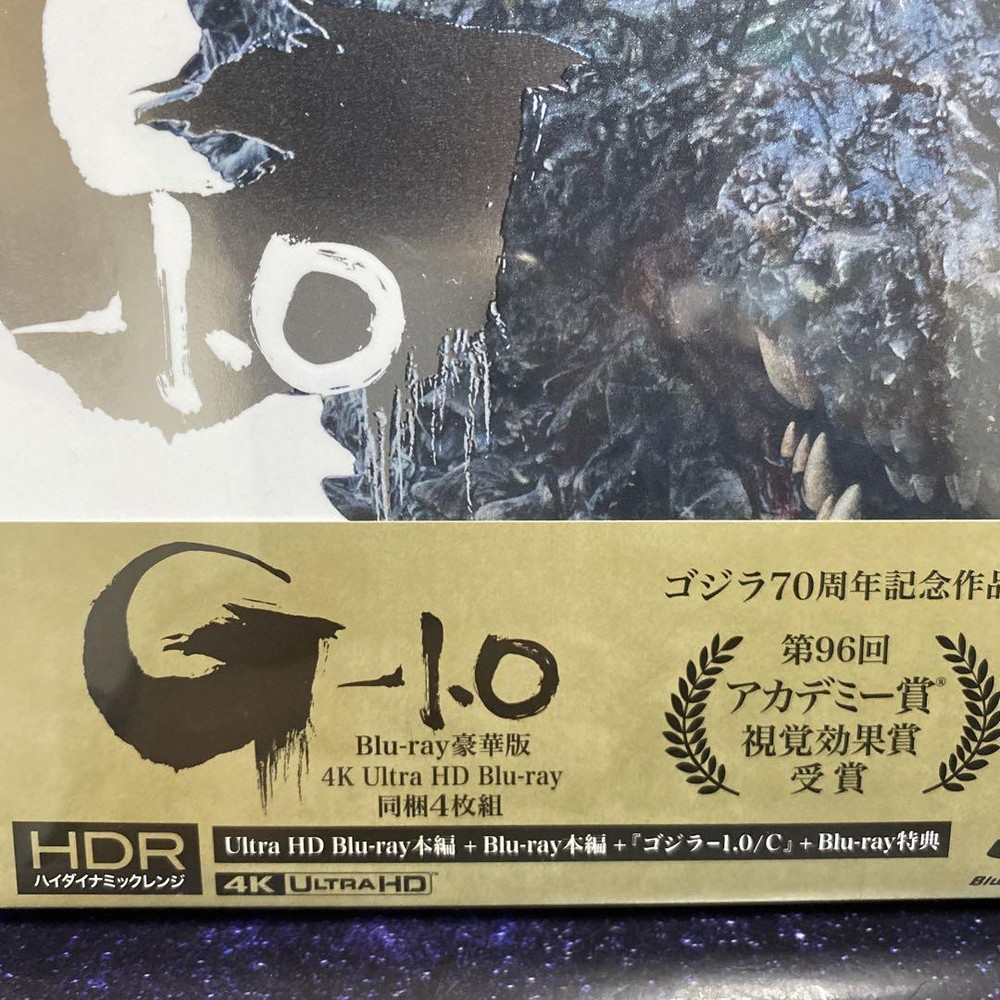 -1.0
ゴジラ70周年記念作品
G-1.0
第96回
アカデミー賞®
視覚効果賞
受賞
Blu-ray豪華版
4K Ultra HD Blu-ray
同梱4枚組
HDR
ハイダイナミックレンジ
Ultra HD Blu-ray本編 + Blu-ray本編 +『ゴジラ-1.0/C』+ Blu-ray特典
4K ULTRA HD